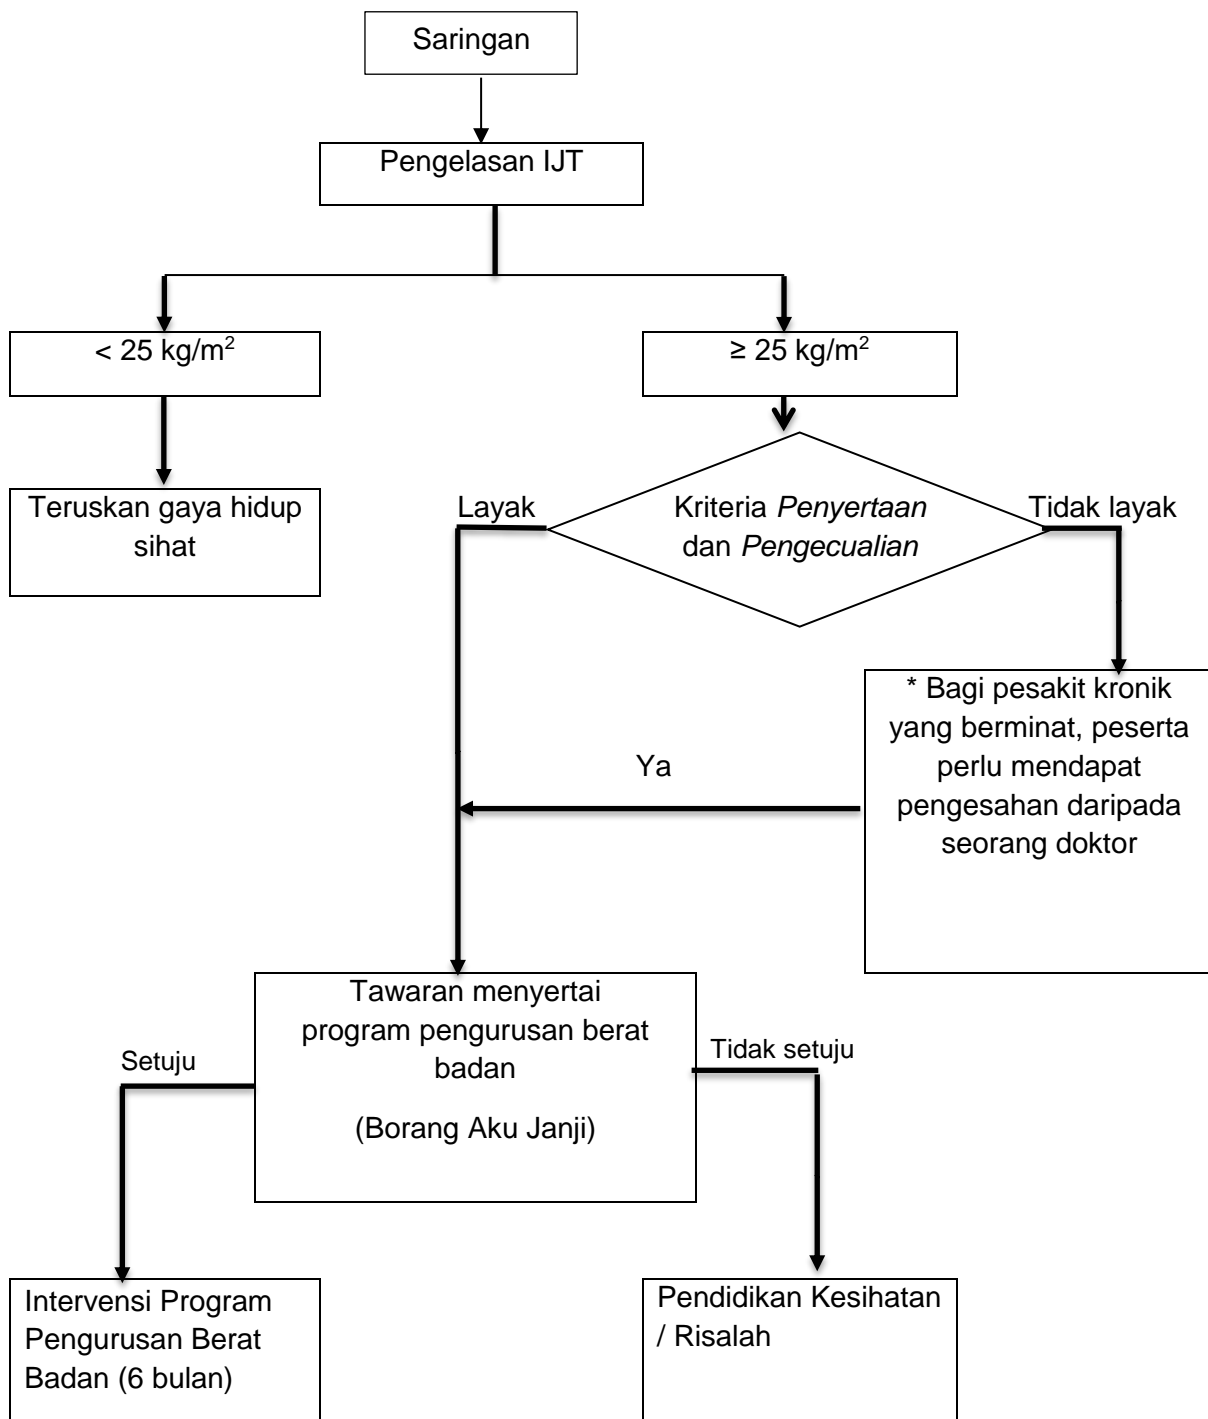 Saringan
Pengelasan IJT
< 25 kg/m²
≥ 25 kg/m²
Teruskan gaya hidup
sihat
Layak
Kriteria Penyertaan
dan Pengecualian
Tidak layak
* Bagi pesakit kronik
yang berminat, peserta
perlu mendapat
pengesahan daripada
seorang doktor
Ya
Tawaran menyertai
program pengurusan berat
badan
(Borang Aku Janji)
Setuju
Tidak setuju
Intervensi Program
Pengurusan Berat
Badan (6 bulan)
Pendidikan Kesihatan
/ Risalah